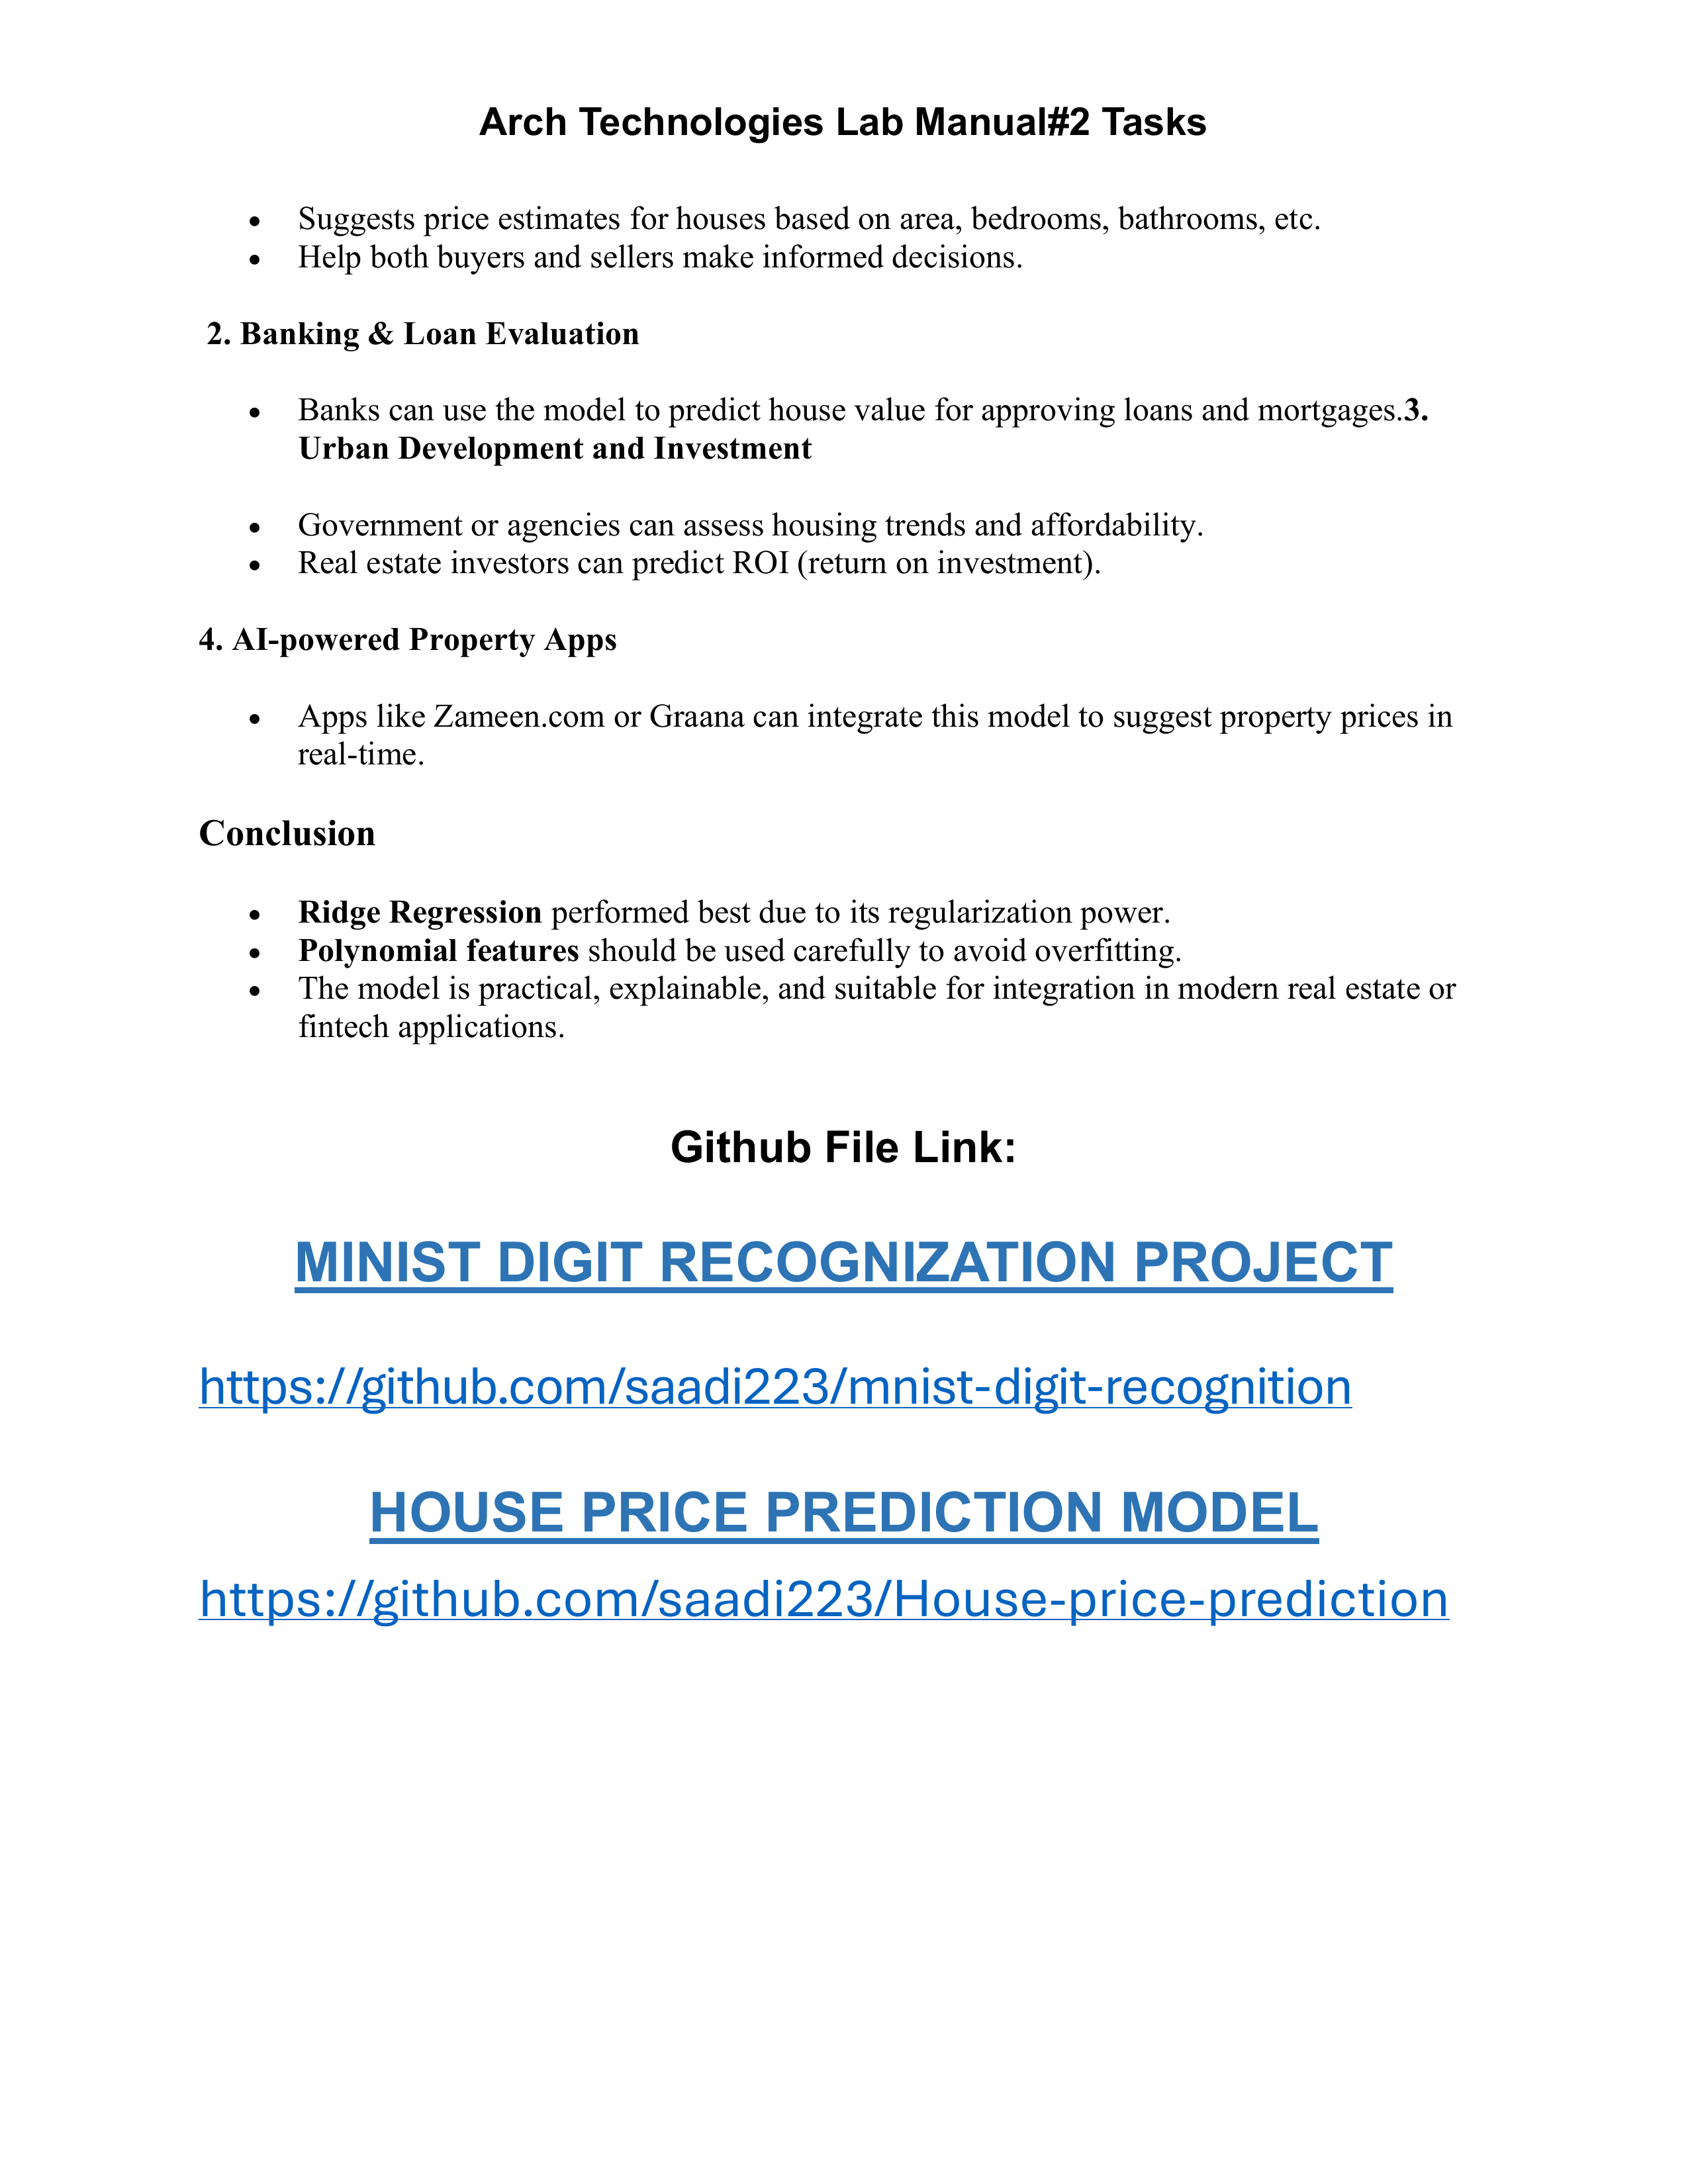 Arch Technologies Lab Manual#2 Tasks
• Suggests price estimates for houses based on area, bedrooms, bathrooms, etc.
• Help both buyers and sellers make informed decisions.
2. Banking & Loan Evaluation
• Banks can use the model to predict house value for approving loans and mortgages.3.
Urban Development and Investment
• Government or agencies can assess housing trends and affordability.
• Real estate investors can predict ROI (return on investment).
4. AI-powered Property Apps
• Apps like Zameen.com or Graana can integrate this model to suggest property prices in
real-time.
Conclusion
• Ridge Regression performed best due to its regularization power.
• Polynomial features should be used carefully to avoid overfitting.
• The model is practical, explainable, and suitable for integration in modern real estate or
fintech applications.
Github File Link:
MINIST DIGIT RECOGNIZATION PROJECT
https://github.com/saadi223/mnist-digit-recognition
HOUSE PRICE PREDICTION MODEL
https://github.com/saadi223/House-price-prediction